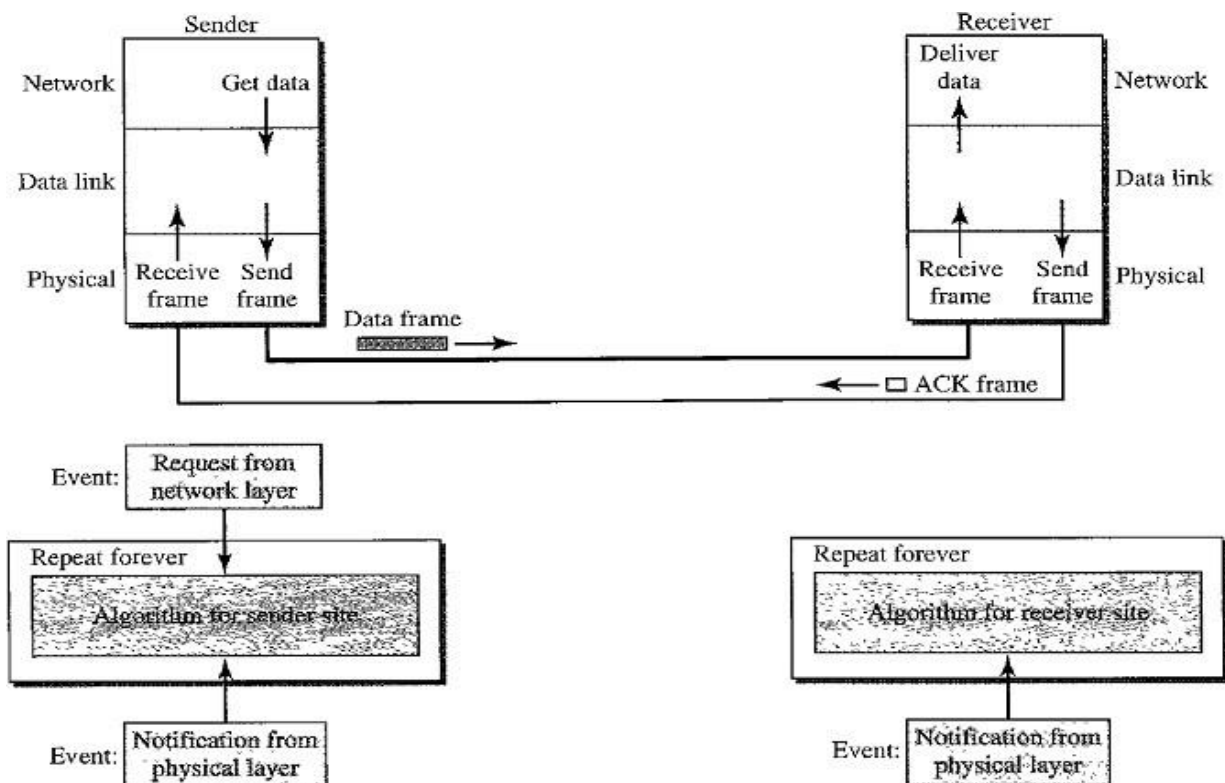 Sender
Receiver
Network
Get data
Deliver
data
Network
Data link
Data link
Physical
Receive
frame
Send
frame
Receive
frame
Send
frame
Physical
Data frame
ACK frame
Event:
Request from
network layer
Repeat forever
Algorithm for sender site
Repeat forever
Algorithm for receiver site
Event:
Notification from
physical layer
Event:
Notification from
physical layer